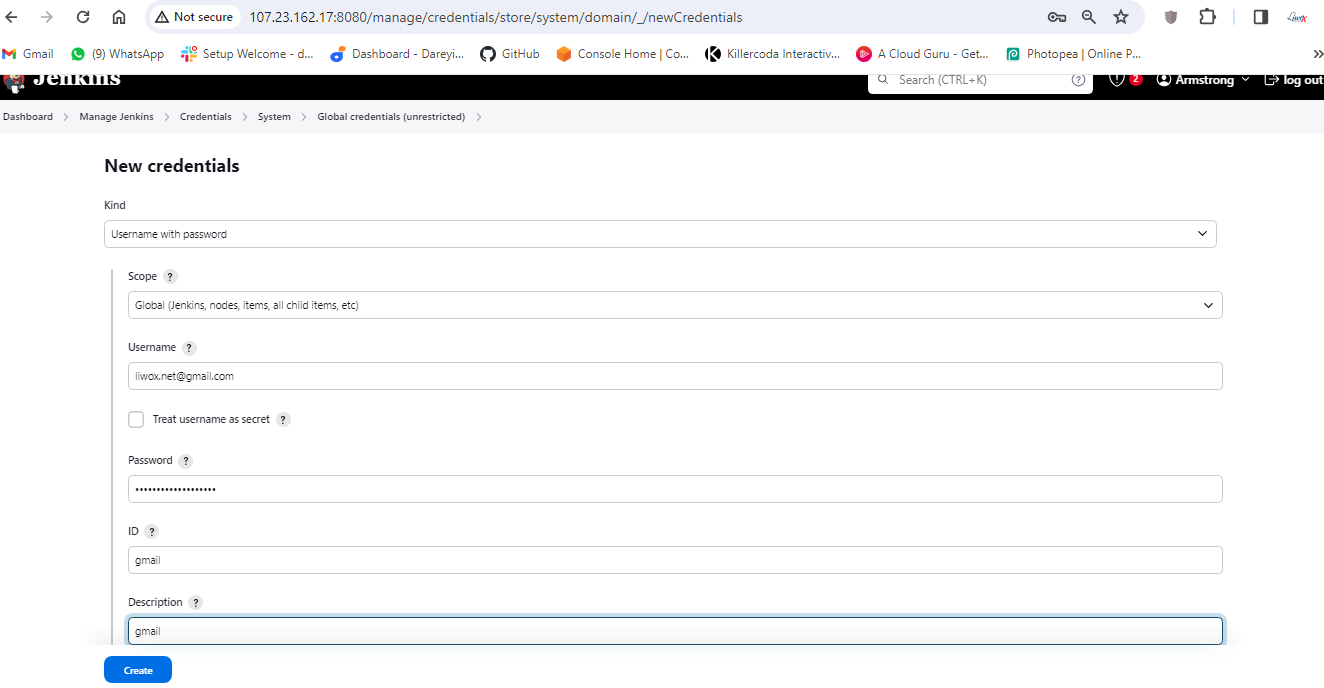 Not secure 107.23.162.17:8080/manage/credentials/store/system/domain/_/newCredentials
Gmail (9) WhatsApp Setup Welcome - d... Dashboard - Dareyi... GitHub Console Home | Co... Killercoda Interactiv... A Cloud Guru - Get... Photopea | Online P... »
Jenkins Search (CTRL+K) ? 2 Armstrong log out
Dashboard > Manage Jenkins > Credentials > System > Global credentials (unrestricted) >
New credentials
Kind
Username with password
Scope ?
Global (Jenkins, nodes, items, all child items, etc)
Username ?
liwox.net@gmail.com
Treat username as secret ?
Password ?
•••••••••••••••••••
ID ?
gmail
Description ?
gmail
Create